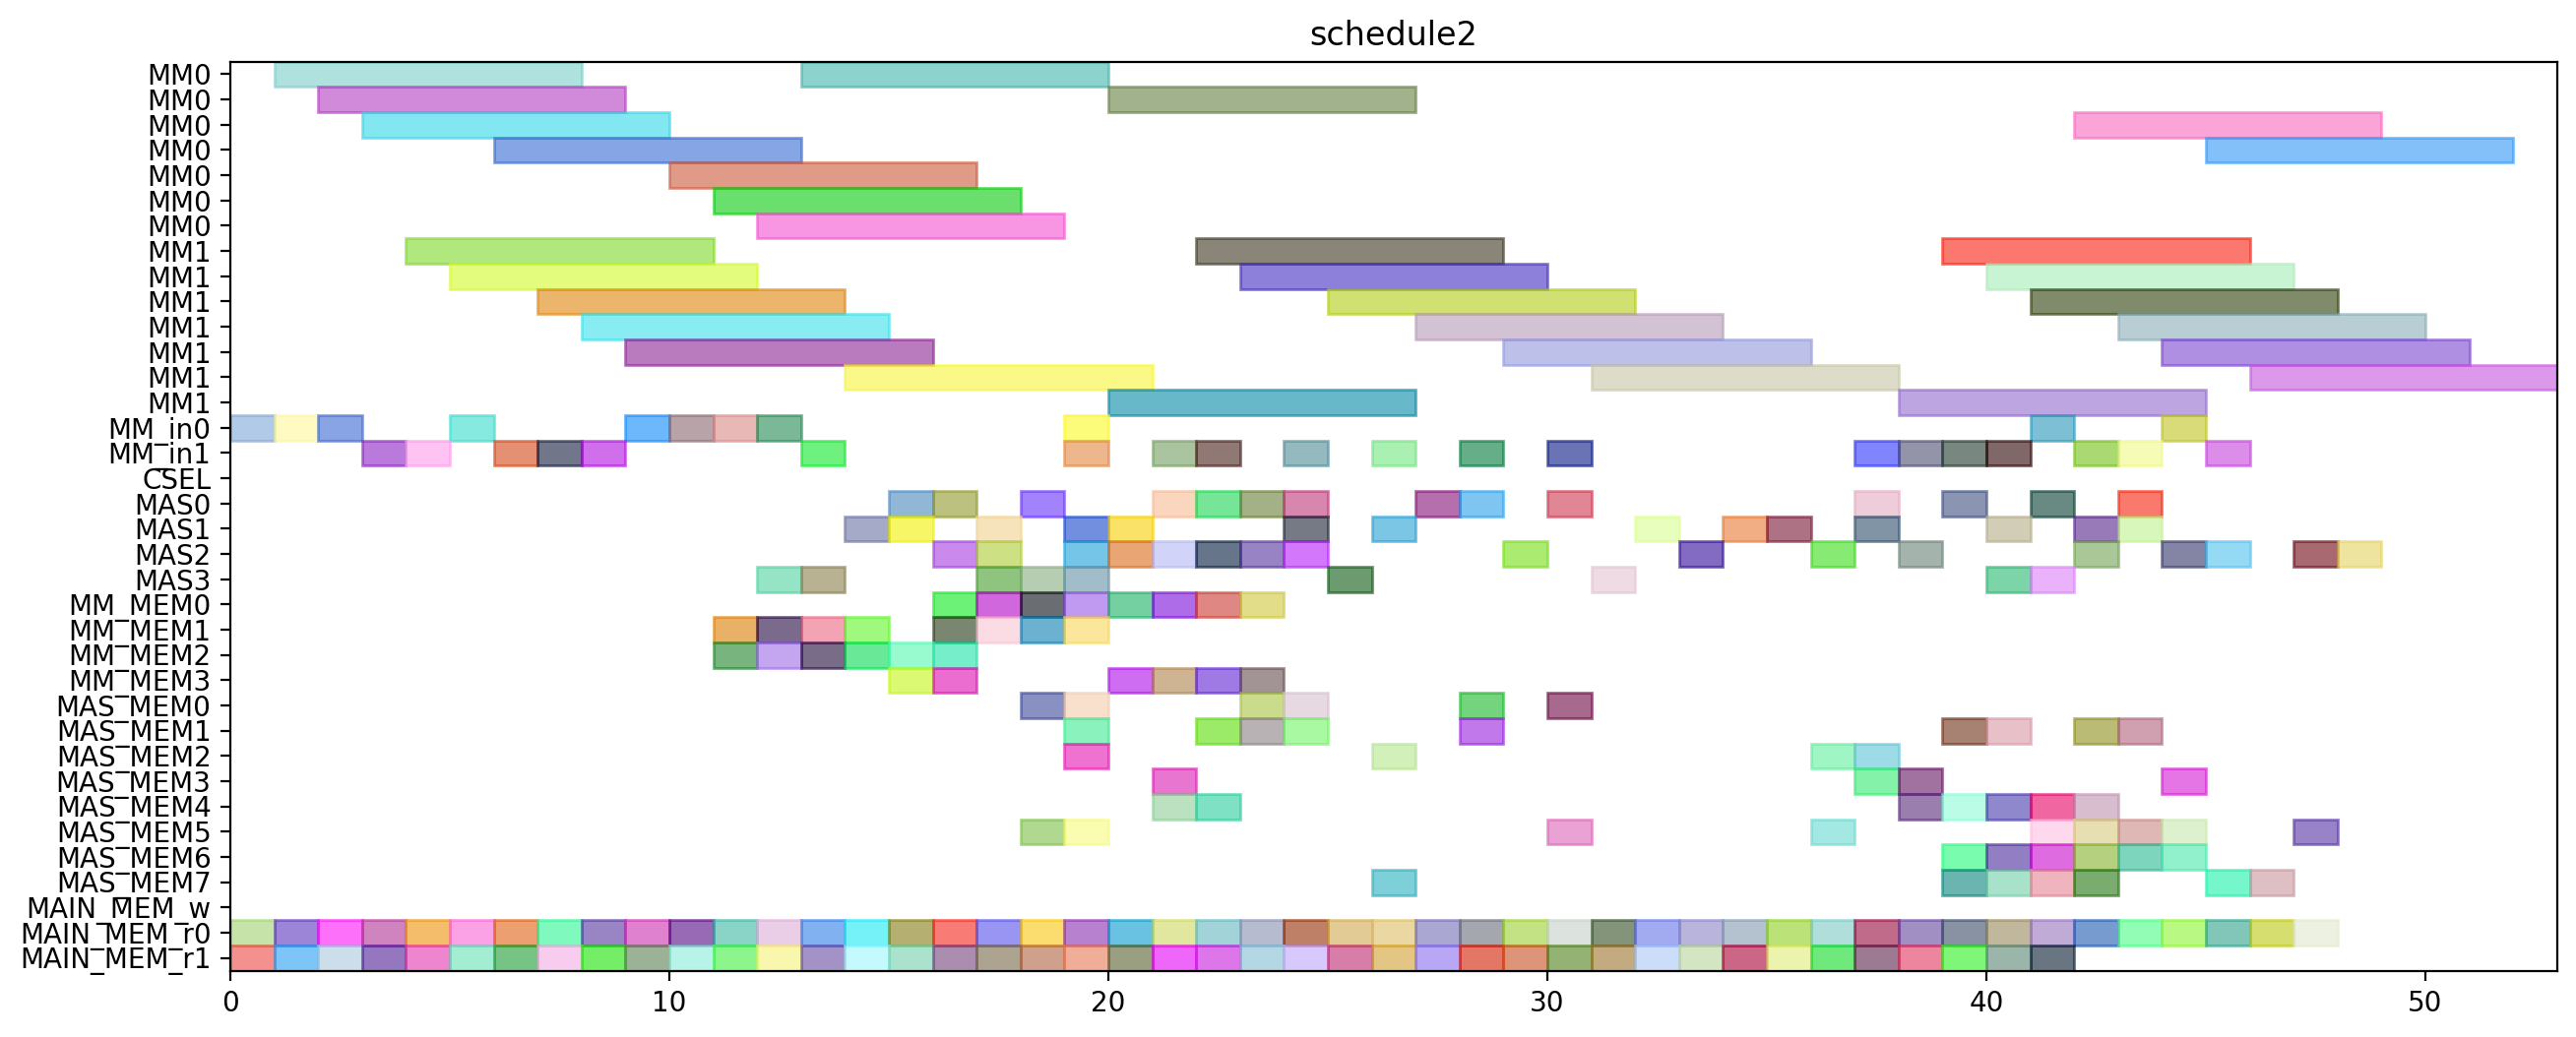 schedule2
MM0
MM0
MM0
MM0
MM0
MM0
MM0
MM1
MM1
MM1
MM1
MM1
MM1
MM1
MM_in0
MM_in1
CSEL
MAS0
MAS1
MAS2
MAS3
MM_MEM0
MM_MEM1
MM_MEM2
MM_MEM3
MAS_MEM0
MAS_MEM1
MAS_MEM2
MAS_MEM3
MAS_MEM4
MAS_MEM5
MAS_MEM6
MAS_MEM7
MAIN_MEM_w
MAIN_MEM_r0
MAIN_MEM_r1
0 10 20 30 40 50